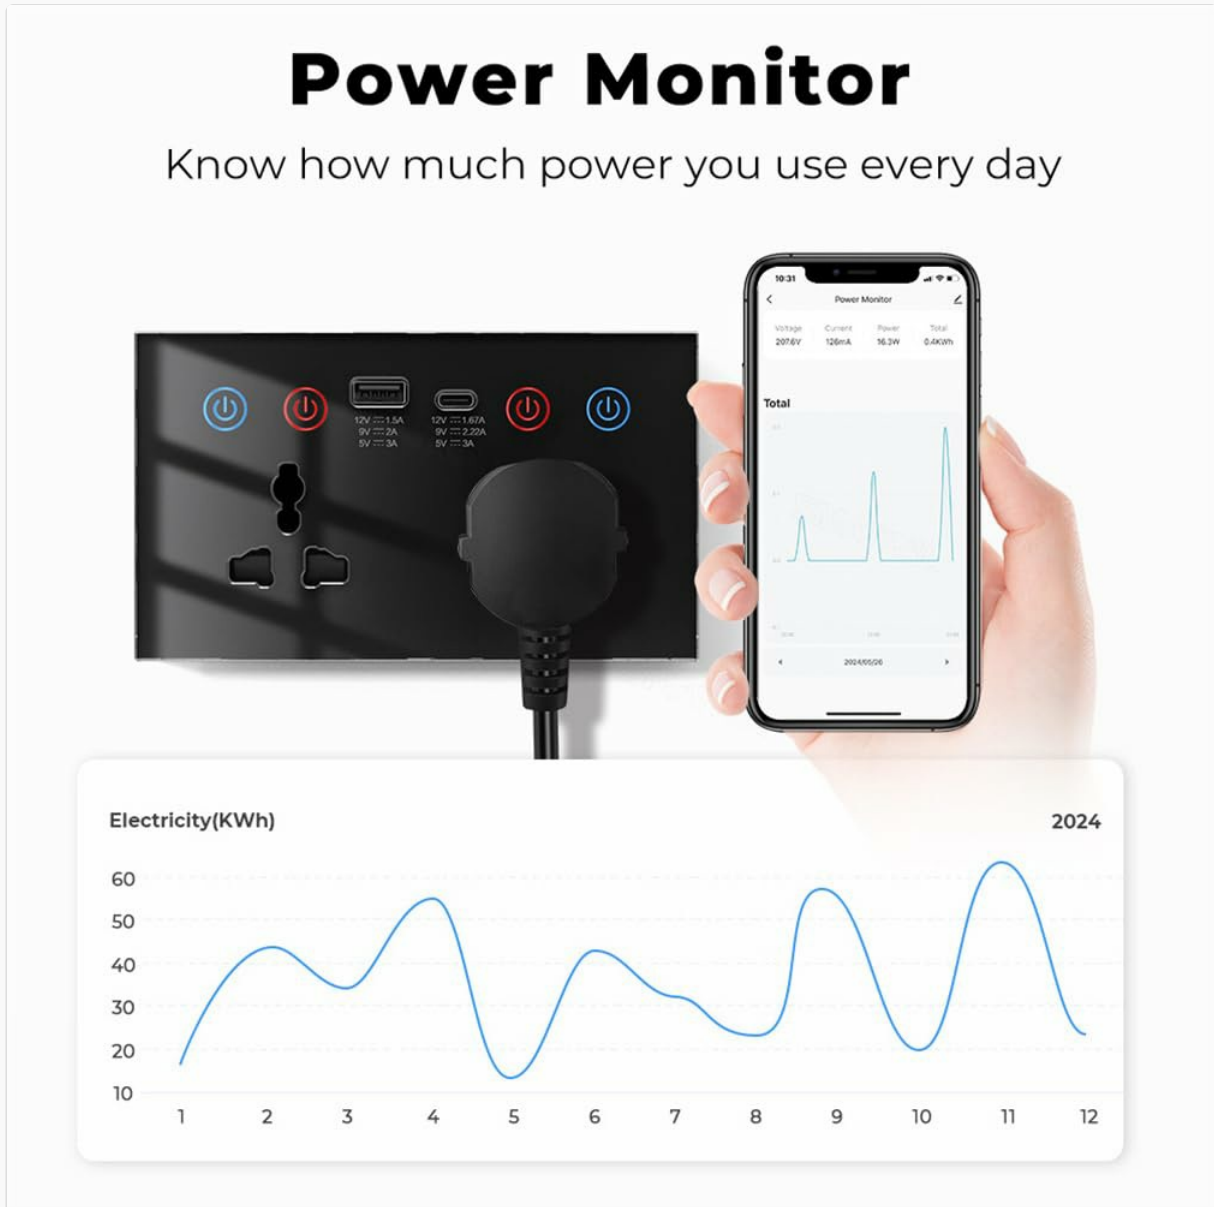 Power Monitor
Know how much power you use every day
10:31
Power Monitor
Voltage Current Power Total
207.6V 126mA 16.3W 0.4KWh
12V ⎓ 1.5A
9V ⎓ 2A
5V ⎓ 3A
12V ⎓ 1.67A
9V ⎓ 2.22A
5V ⎓ 3A
Total
2024/05/26
Electricity(KWh)
2024
60
50
40
30
20
10
1 2 3 4 5 6 7 8 9 10 11 12